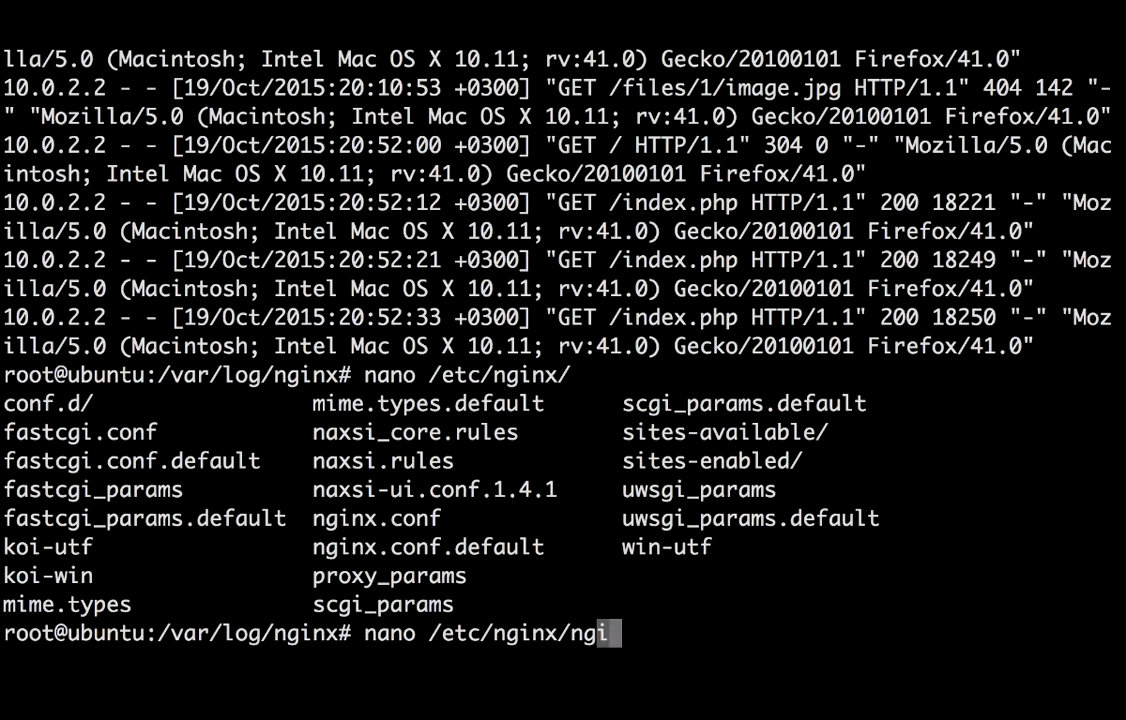 lla/5.0 (Macintosh; Intel Mac OS X 10.11; rv:41.0) Gecko/20100101 Firefox/41.0"
10.0.2.2 - - [19/Oct/2015:20:10:53 +0300] "GET /files/1/image.jpg HTTP/1.1" 404 142 "-
" "Mozilla/5.0 (Macintosh; Intel Mac OS X 10.11; rv:41.0) Gecko/20100101 Firefox/41.0"
10.0.2.2 - - [19/Oct/2015:20:52:00 +0300] "GET / HTTP/1.1" 304 0 "-" "Mozilla/5.0 (Mac
intosh; Intel Mac OS X 10.11; rv:41.0) Gecko/20100101 Firefox/41.0"
10.0.2.2 - - [19/Oct/2015:20:52:12 +0300] "GET /index.php HTTP/1.1" 200 18221 "-" "Moz
illa/5.0 (Macintosh; Intel Mac OS X 10.11; rv:41.0) Gecko/20100101 Firefox/41.0"
10.0.2.2 - - [19/Oct/2015:20:52:21 +0300] "GET /index.php HTTP/1.1" 200 18249 "-" "Moz
illa/5.0 (Macintosh; Intel Mac OS X 10.11; rv:41.0) Gecko/20100101 Firefox/41.0"
10.0.2.2 - - [19/Oct/2015:20:52:33 +0300] "GET /index.php HTTP/1.1" 200 18250 "-" "Moz
illa/5.0 (Macintosh; Intel Mac OS X 10.11; rv:41.0) Gecko/20100101 Firefox/41.0"
root@ubuntu:/var/log/nginx# nano /etc/nginx/
conf.d/ mime.types.default scgi_params.default
fastcgi.conf naxsi_core.rules sites-available/
fastcgi.conf.default naxsi.rules sites-enabled/
fastcgi_params naxsi-ui.conf.1.4.1 uwsgi_params
fastcgi_params.default nginx.conf uwsgi_params.default
koi-utf nginx.conf.default win-utf
koi-win proxy_params
mime.types scgi_params
root@ubuntu:/var/log/nginx# nano /etc/nginx/ngi